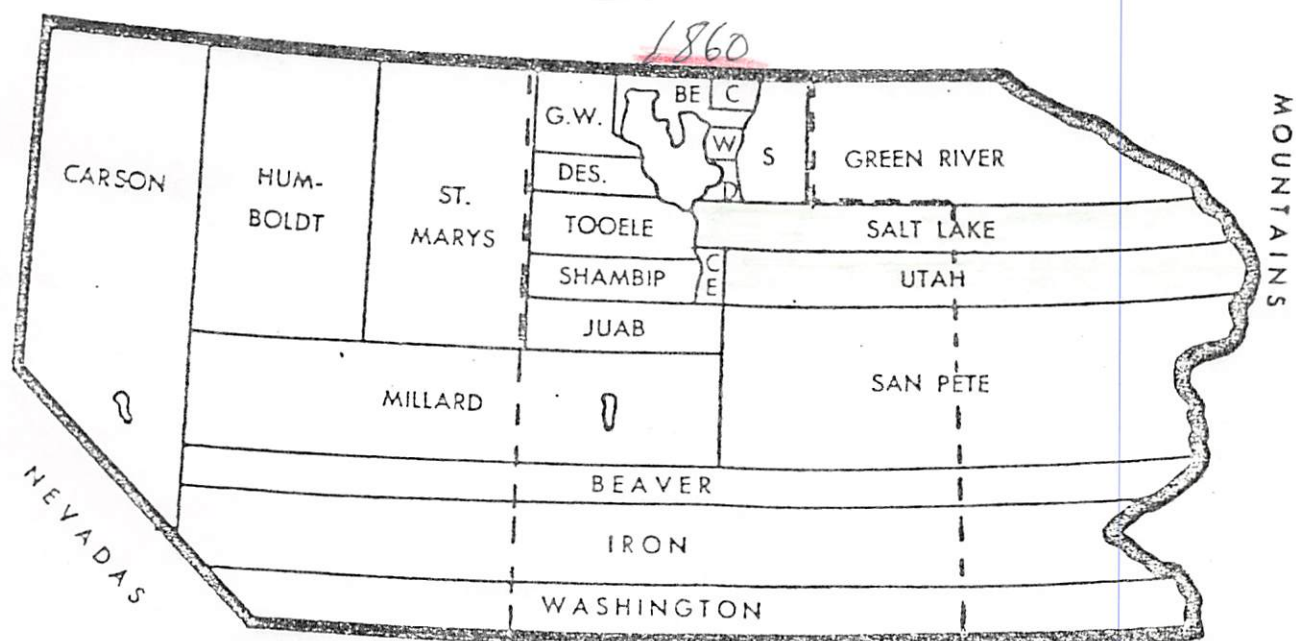 1860
BE
C
G.W.
W
S
GREEN RIVER
CARSON
HUM-
BOLDT
ST.
MARYS
DES.
D
TOOELE
SALT LAKE
SHAMBIP
C
E
UTAH
JUAB
MILLARD
SAN PETE
BEAVER
IRON
WASHINGTON
NEVADAS
MOUNTAINS